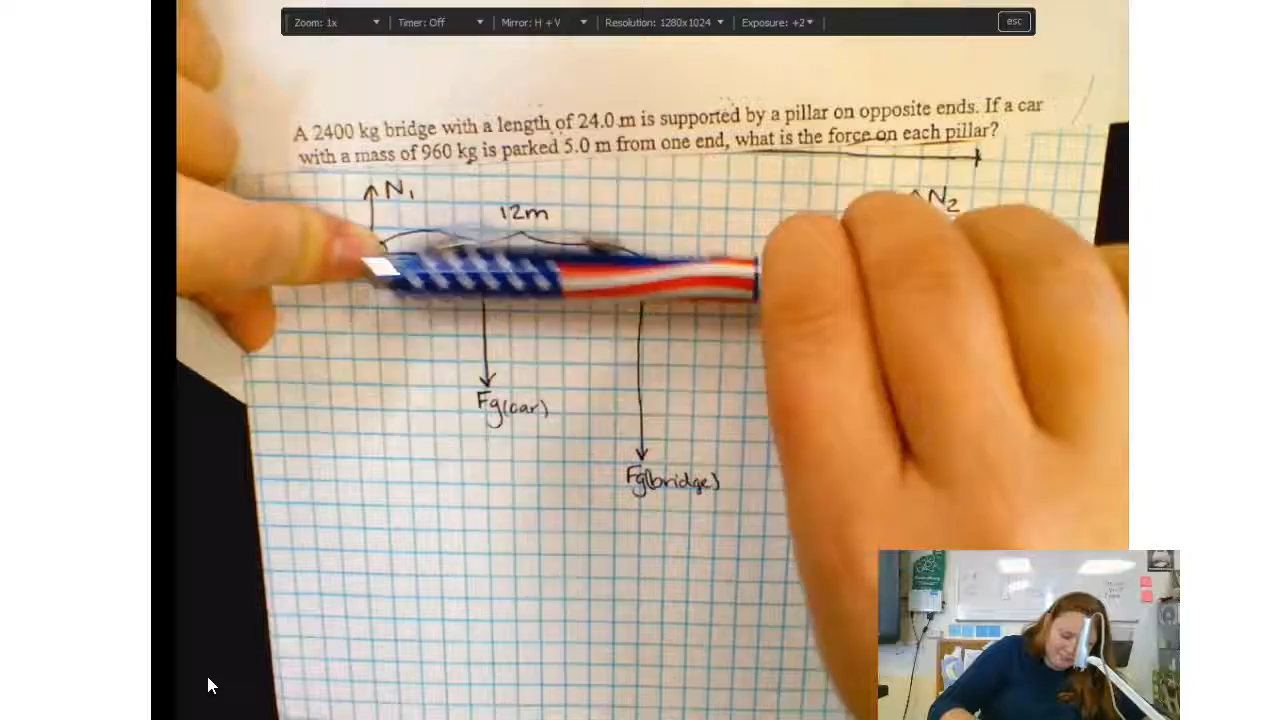 Zoom: 1x Timer: Off Mirror: H + V Resolution: 1280x1024 Exposure: +2 esc
A 2400 kg bridge with a length of 24.0 m is supported by a pillar on opposite ends. If a car
with a mass of 960 kg is parked 5.0 m from one end, what is the force on each pillar?
N1 N2
12m
Fg(car)
Fg(bridge)